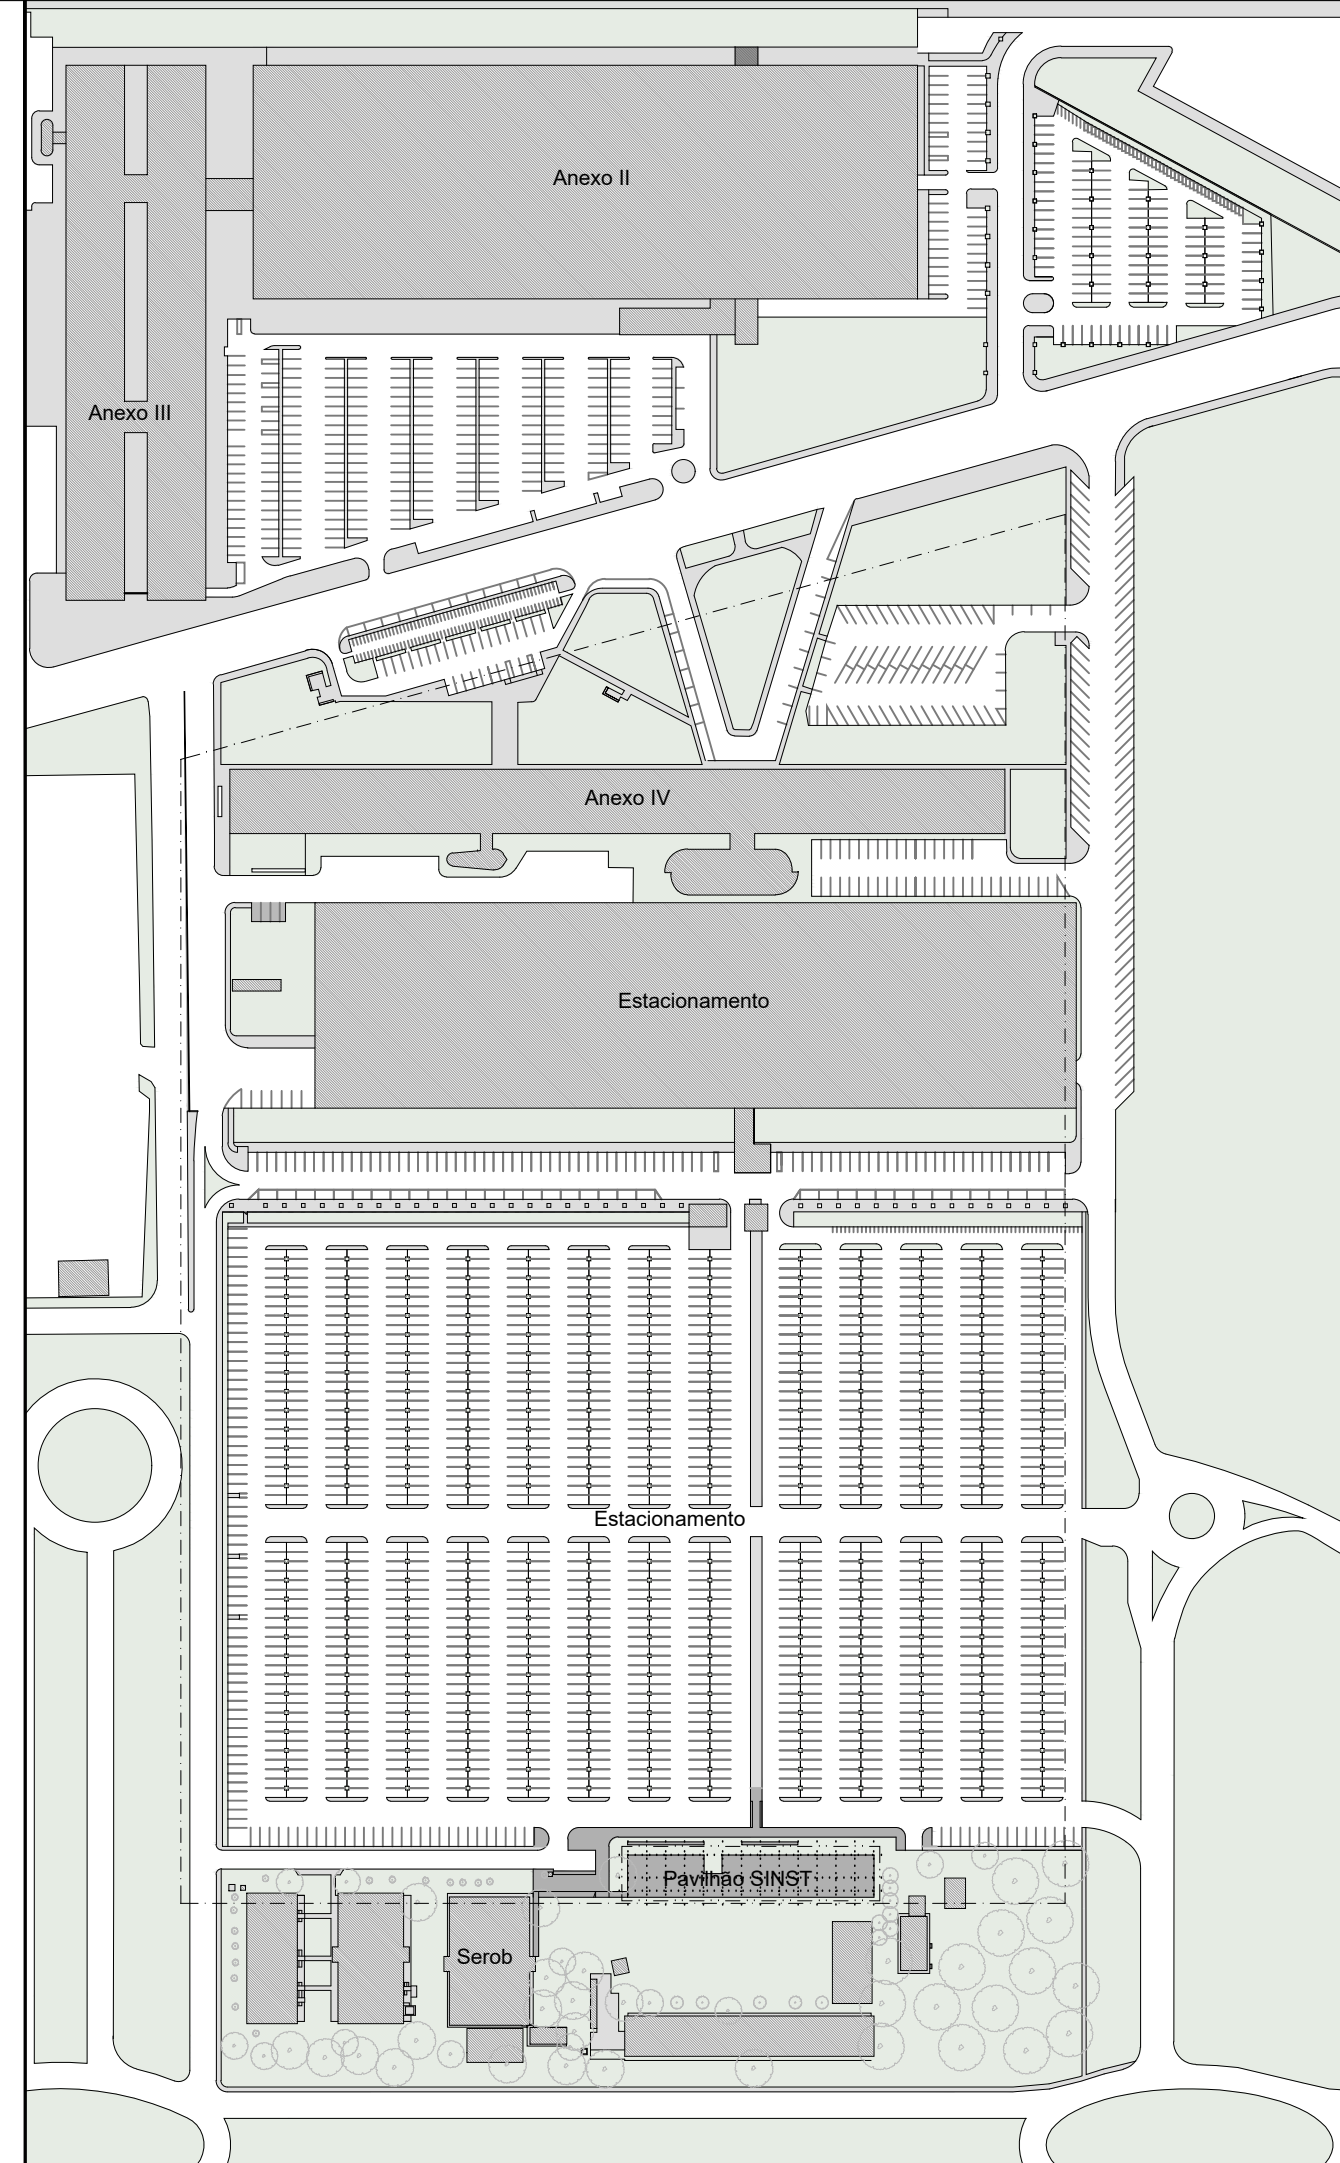 Anexo II
Anexo III
Anexo IV
Estacionamento
Estacionamento
Pavilhão SINST
Serob